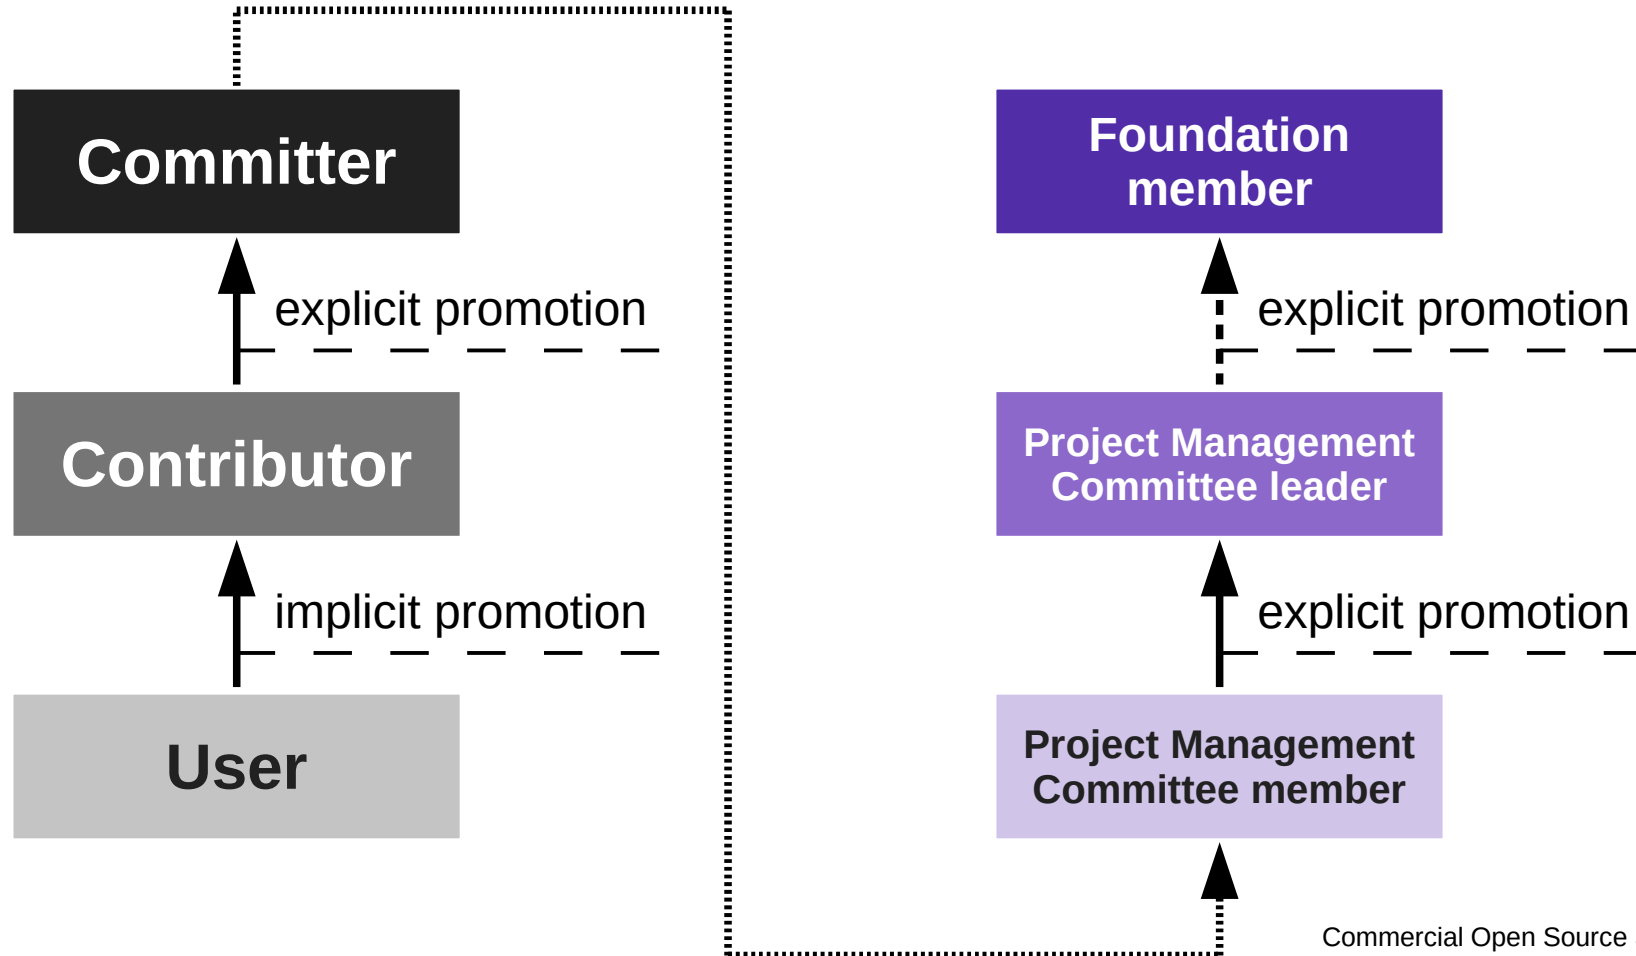 Committer
explicit promotion
Contributor
implicit promotion
User
Foundation
member
explicit promotion
Project Management
Committee leader
explicit promotion
Project Management
Committee member
Commercial Open Source